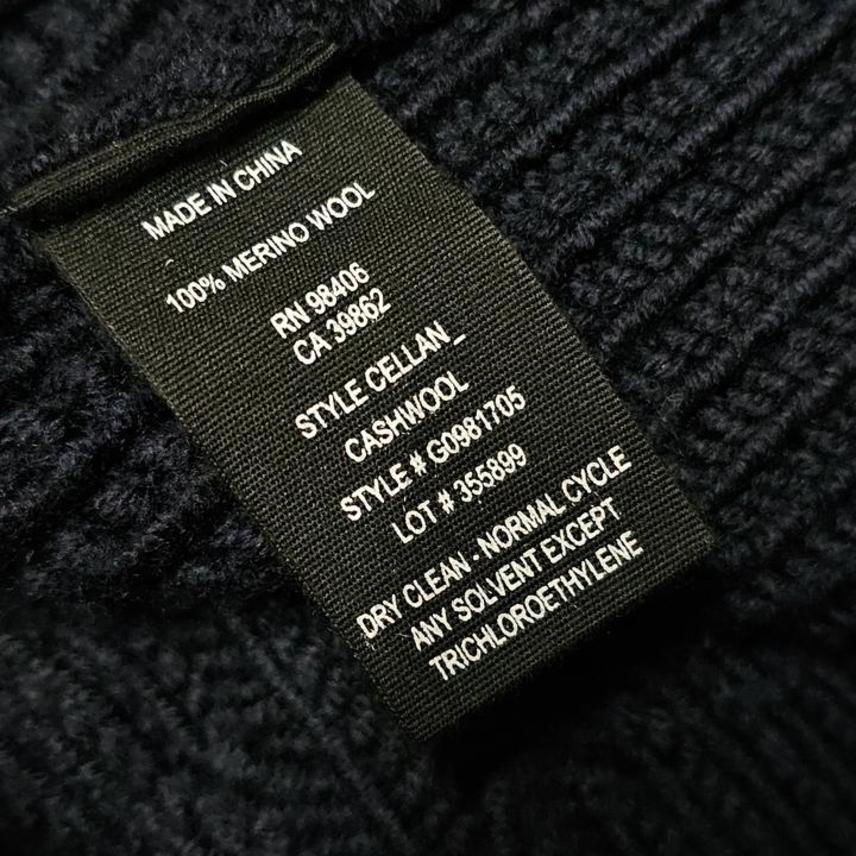 MADE IN CHINA
100% MERINO WOOL
RN 98406
CA 39862
STYLE CELLAN_
CASHWOOL
STYLE # G0981705
LOT # 355899
DRY CLEAN - NORMAL CYCLE
ANY SOLVENT EXCEPT
TRICHLOROETHYLENE